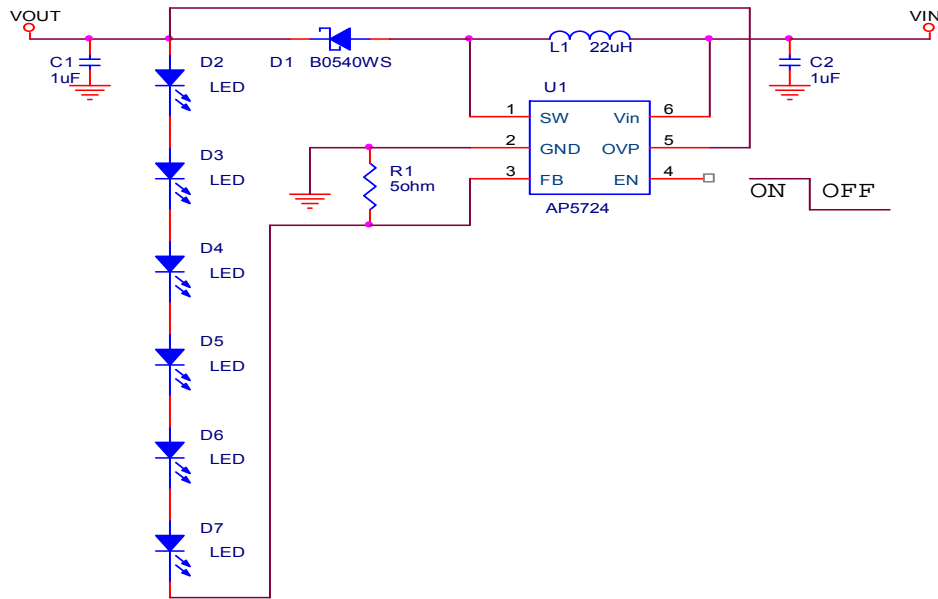 VOUT
VIN
C1
1uF
D2
LED
D1
B0540WS
L1
22uH
C2
1uF
U1
1
SW
Vin
6
2
GND
OVP
5
3
FB
EN
4
AP5724
R1
5ohm
ON
OFF
D3
LED
D4
LED
D5
LED
D6
LED
D7
LED